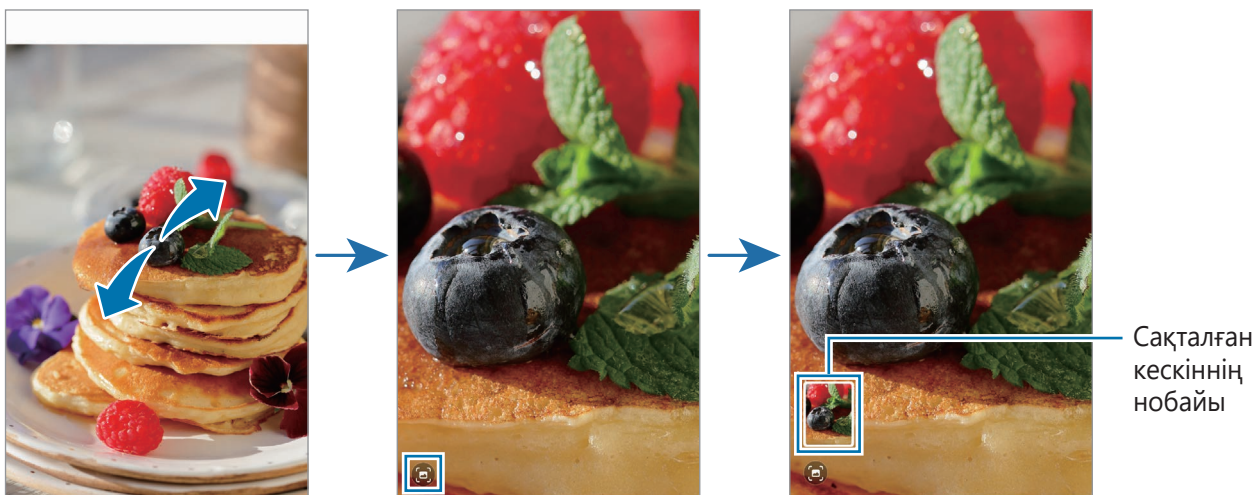 Сақталған
кескіннің
нобайы